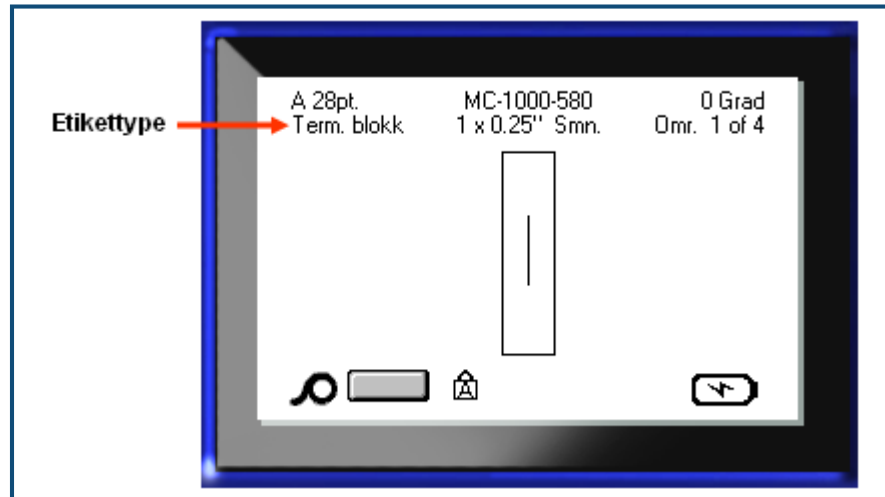 A 28pt. MC-1000-580 0 Grad
Etikettype Term. blokk 1 x 0.25" Smn. Omr. 1 of 4
A